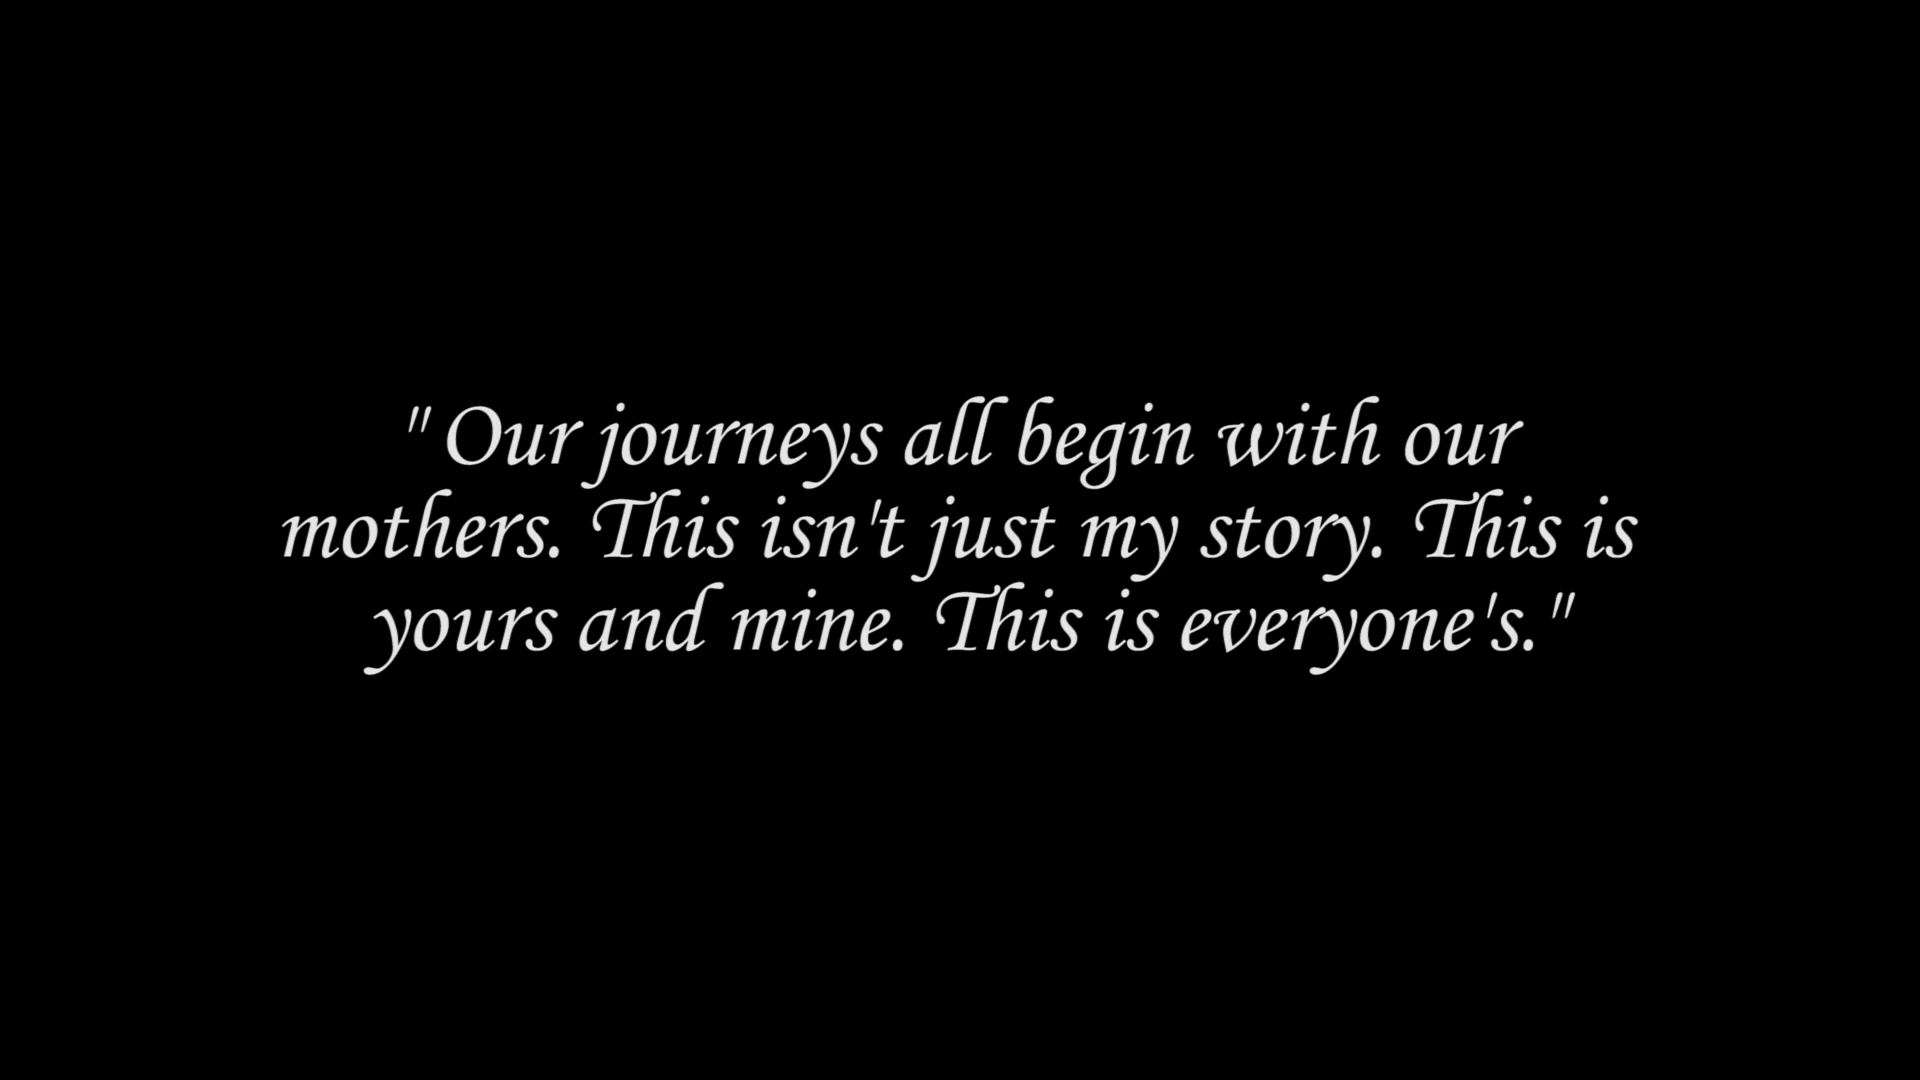 "Our journeys all begin with our
mothers. This isn't just my story. This is
yours and mine. This is everyone's."